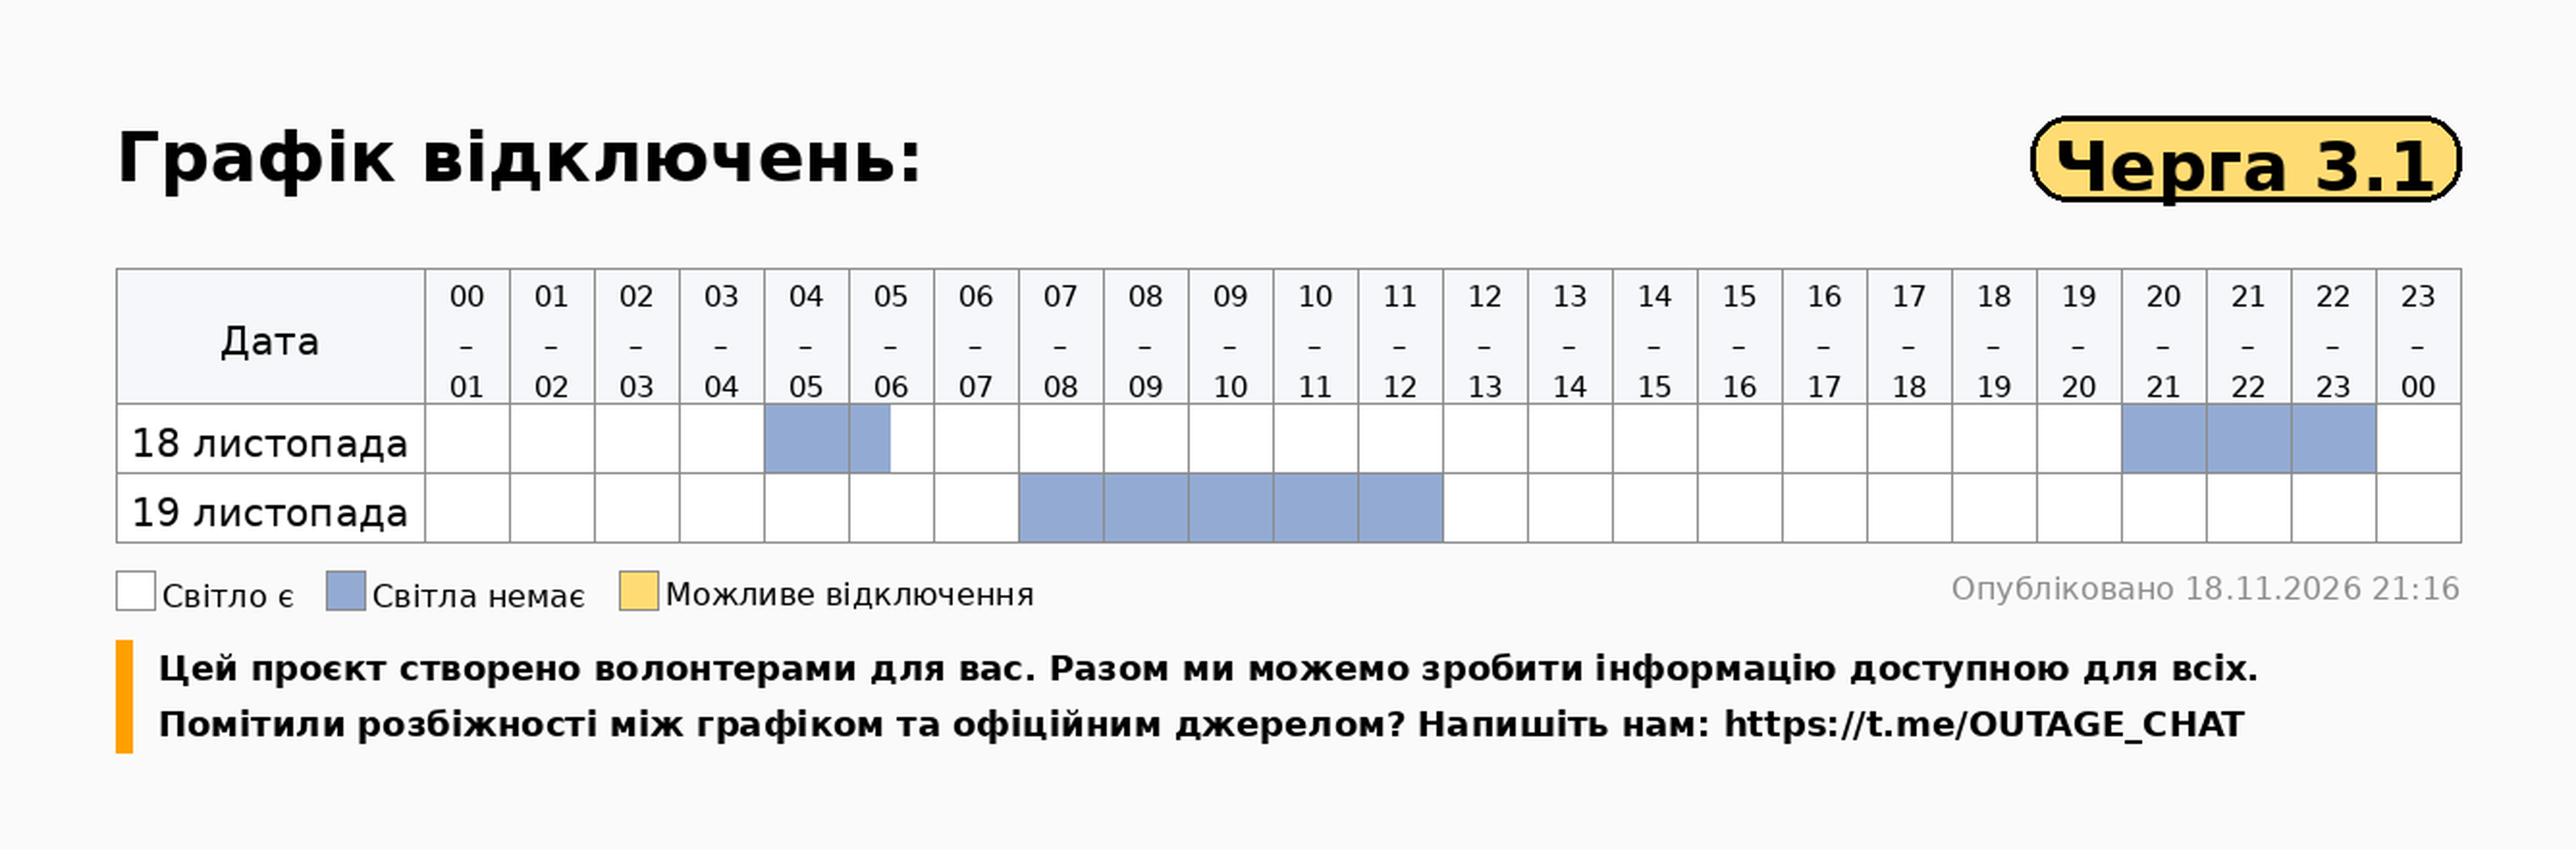 Графік відключень:
Черга 3.1
Дата 00 – 01 01 – 02 02 – 03 03 – 04 04 – 05 05 – 06 06 – 07 07 – 08 08 – 09 09 – 10 10 – 11 11 – 12 12 – 13 13 – 14 14 – 15 15 – 16 16 – 17 17 – 18 18 – 19 19 – 20 20 – 21 21 – 22 22 – 23 23 – 00
18 листопада
19 листопада
Світло є Світла немає Можливе відключення
Опубліковано 18.11.2026 21:16
Цей проєкт створено волонтерами для вас. Разом ми можемо зробити інформацію доступною для всіх.
Помітили розбіжності між графіком та офіційним джерелом? Напишіть нам: https://t.me/OUTAGE_CHAT